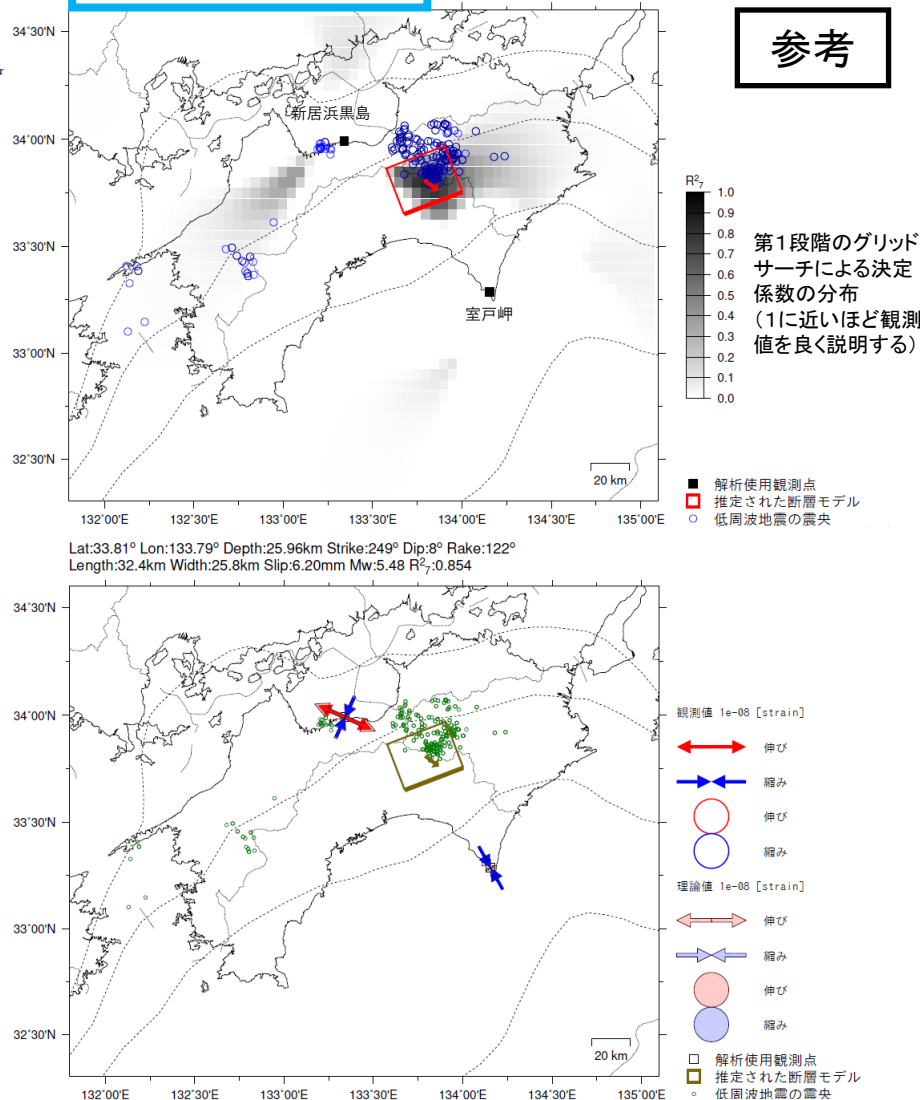 参考
34°30'N
34°00'N
33°30'N
33°00'N
32°30'N
新居浜黒島
室戸岬
20 km
132°00'E
132°30'E
133°00'E
133°30'E
134°00'E
134°30'E
135°00'E
R²₇
1.0
0.9
0.8
0.7
0.6
0.5
0.4
0.3
0.2
0.1
0.0
第1段階のグリッド
サーチによる決定
係数の分布
(1に近いほど観測
値を良く説明する)
解析使用観測点
推定された断層モデル
低周波地震の震央
Lat:33.81° Lon:133.79° Depth:25.96km Strike:249° Dip:8° Rake:122°
Length:32.4km Width:25.8km Slip:6.20mm Mw:5.48 R²₇:0.854
34°30'N
34°00'N
33°30'N
33°00'N
32°30'N
20 km
132°00'E
132°30'E
133°00'E
133°30'E
134°00'E
134°30'E
135°00'E
観測値 1e-08 [strain]
伸び
縮み
伸び
縮み
理論値 1e-08 [strain]
伸び
縮み
伸び
縮み
解析使用観測点
推定された断層モデル
低周波地震の震央